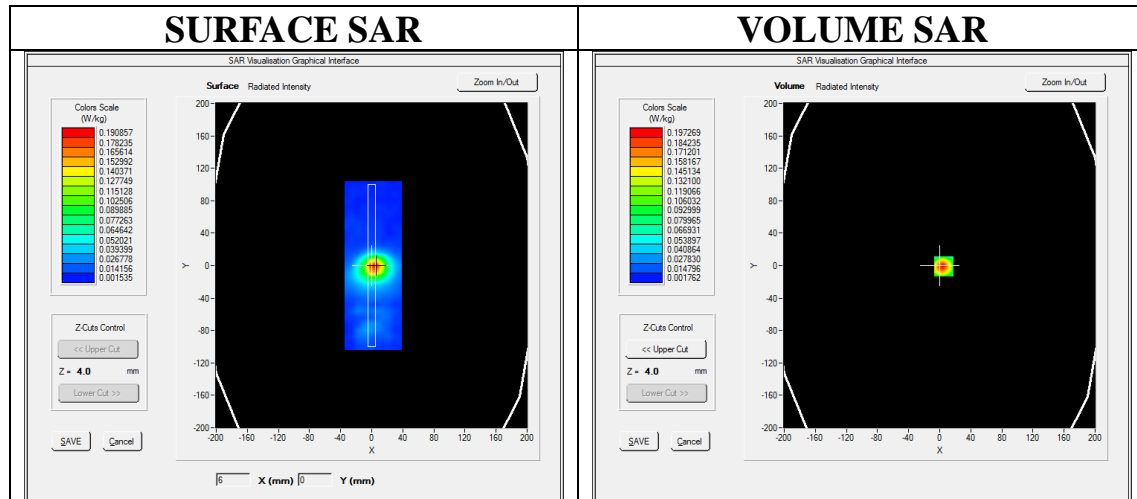 SURFACE SAR
VOLUME SAR
SAR Visualisation Graphical Interface
Surface Radiated Intensity
Zoom In/Out
Colors Scale
(W/kg)
0.190857
0.178235
0.165614
0.152992
0.140371
0.127749
0.115128
0.102506
0.089885
0.077263
0.064642
0.052021
0.039399
0.026778
0.014156
0.001535
200
160
120
80
40
0
-40
-80
-120
-160
-200
Y
-200 -160 -120 -80 -40 0 40 80 120 160 200
X
Z-Cuts Control
<< Upper Cut
Z = 4.0 mm
Lower Cut >>
SAVE Cancel
6 X (mm) 0 Y (mm)
SAR Visualisation Graphical Interface
Volume Radiated Intensity
Zoom In/Out
Colors Scale
(W/kg)
0.197269
0.184235
0.171201
0.158167
0.145134
0.132100
0.119066
0.106032
0.092999
0.079965
0.066931
0.053897
0.040864
0.027830
0.014796
0.001762
200
160
120
80
40
0
-40
-80
-120
-160
-200
Y
-200 -160 -120 -80 -40 0 40 80 120 160 200
X
Z-Cuts Control
<< Upper Cut
Z = 4.0 mm
Lower Cut >>
SAVE Cancel